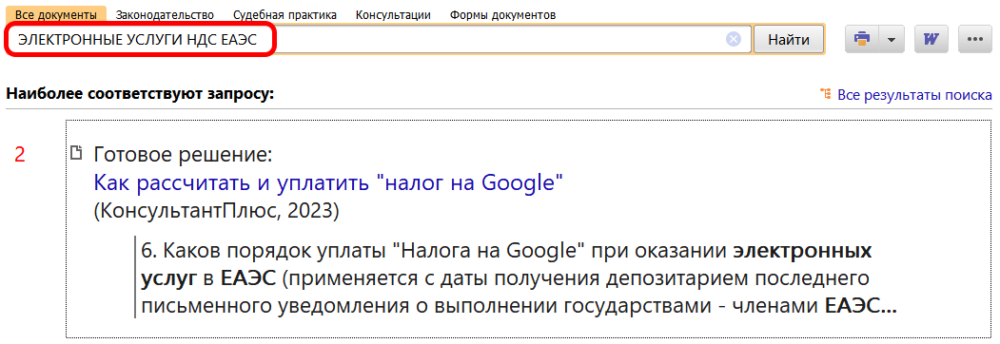 Все документы Законодательство Судебная практика Консультации Формы документов
ЭЛЕКТРОННЫЕ УСЛУГИ НДС ЕАЭС Найти W
Наиболее соответствуют запросу: Все результаты поиска
2 Готовое решение:
Как рассчитать и уплатить "налог на Google"
(КонсультантПлюс, 2023)
6. Каков порядок уплаты "Налога на Google" при оказании электронных
услуг в ЕАЭС (применяется с даты получения депозитарием последнего
письменного уведомления о выполнении государствами - членами ЕАЭС...